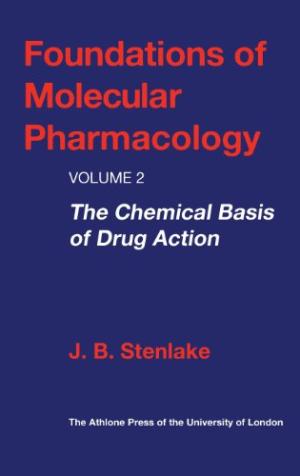 Foundations of
Molecular
Pharmacology
VOLUME 2
The Chemical Basis
of Drug Action
J. B. Stenlake
The Athlone Press of the University of London